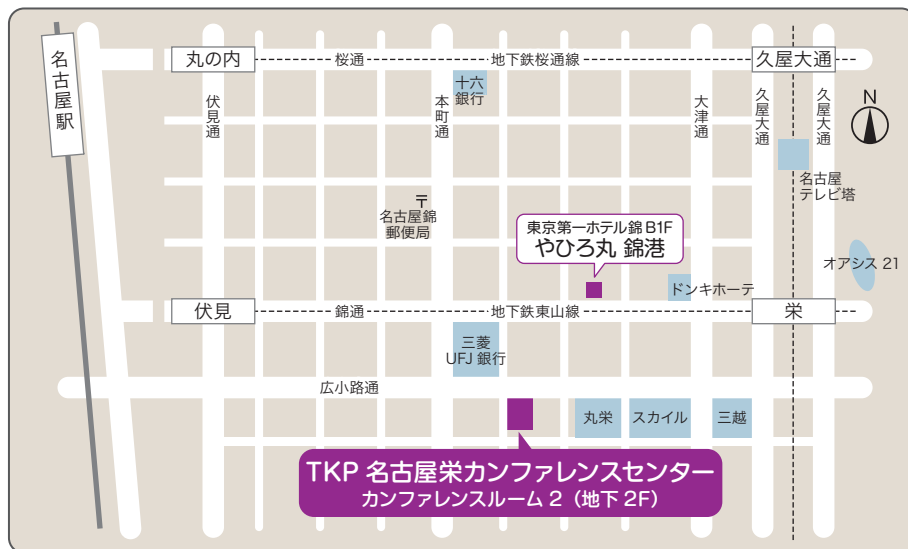 名古屋駅
丸の内
桜通
地下鉄桜通線
久屋大通
十六
銀行
伏見通
本町通
大津通
久屋大通
久屋大通
N
名古屋
テレビ塔
〒
名古屋錦
郵便局
東京第一ホテル錦 B1F
やひろ丸 錦港
オアシス 21
ドンキホーテ
伏見
錦通
地下鉄東山線
栄
三菱
UFJ 銀行
広小路通
丸栄
スカイル
三越
TKP 名古屋栄カンファレンスセンター
カンファレンスルーム 2（地下 2F）